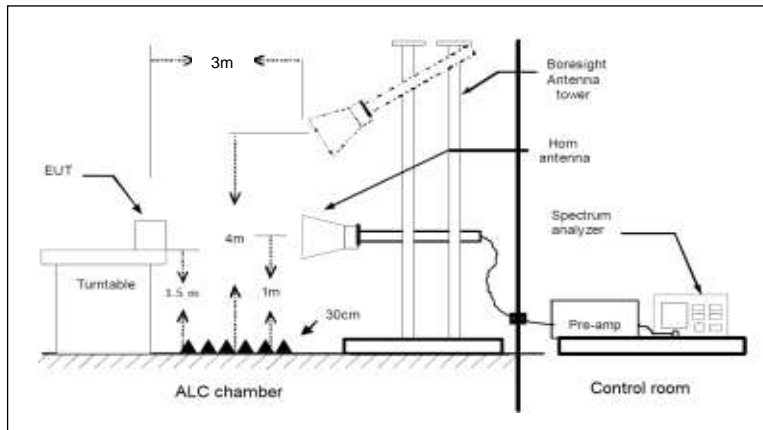 3m
Boresight
Antenna
tower
Horn
antenna
EUT
Spectrum
analyzer
4m
Turntable
1.5 m
1m
30cm
Pre-amp
ALC chamber
Control room